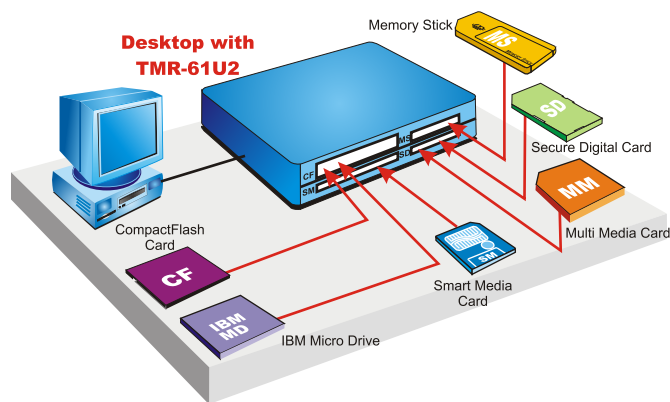 Desktop with
TMR-61U2
Memory Stick
MS
SD
Secure Digital Card
MM
Multi Media Card
CF
MS
SM
SD
CompactFlash
Card
CF
SM
Smart Media
Card
IBM
MD
IBM Micro Drive